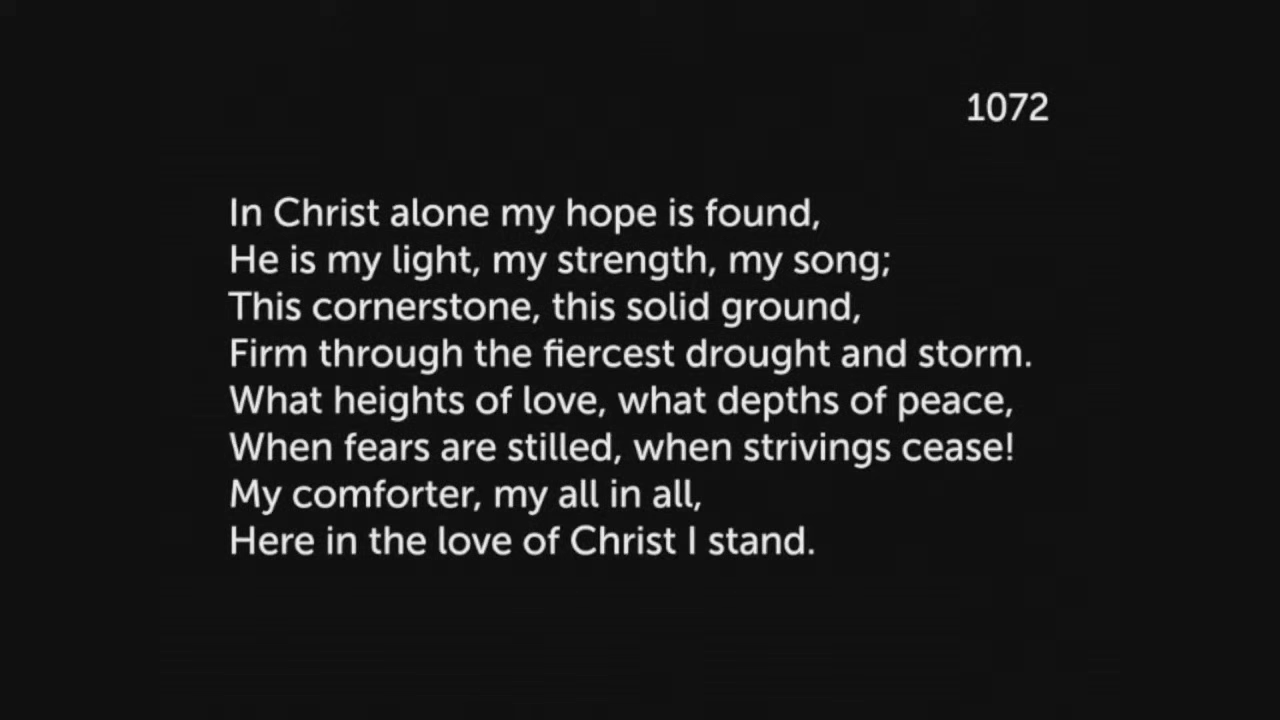 1072
In Christ alone my hope is found,
He is my light, my strength, my song;
This cornerstone, this solid ground,
Firm through the fiercest drought and storm.
What heights of love, what depths of peace,
When fears are stilled, when strivings cease!
My comforter, my all in all,
Here in the love of Christ I stand.